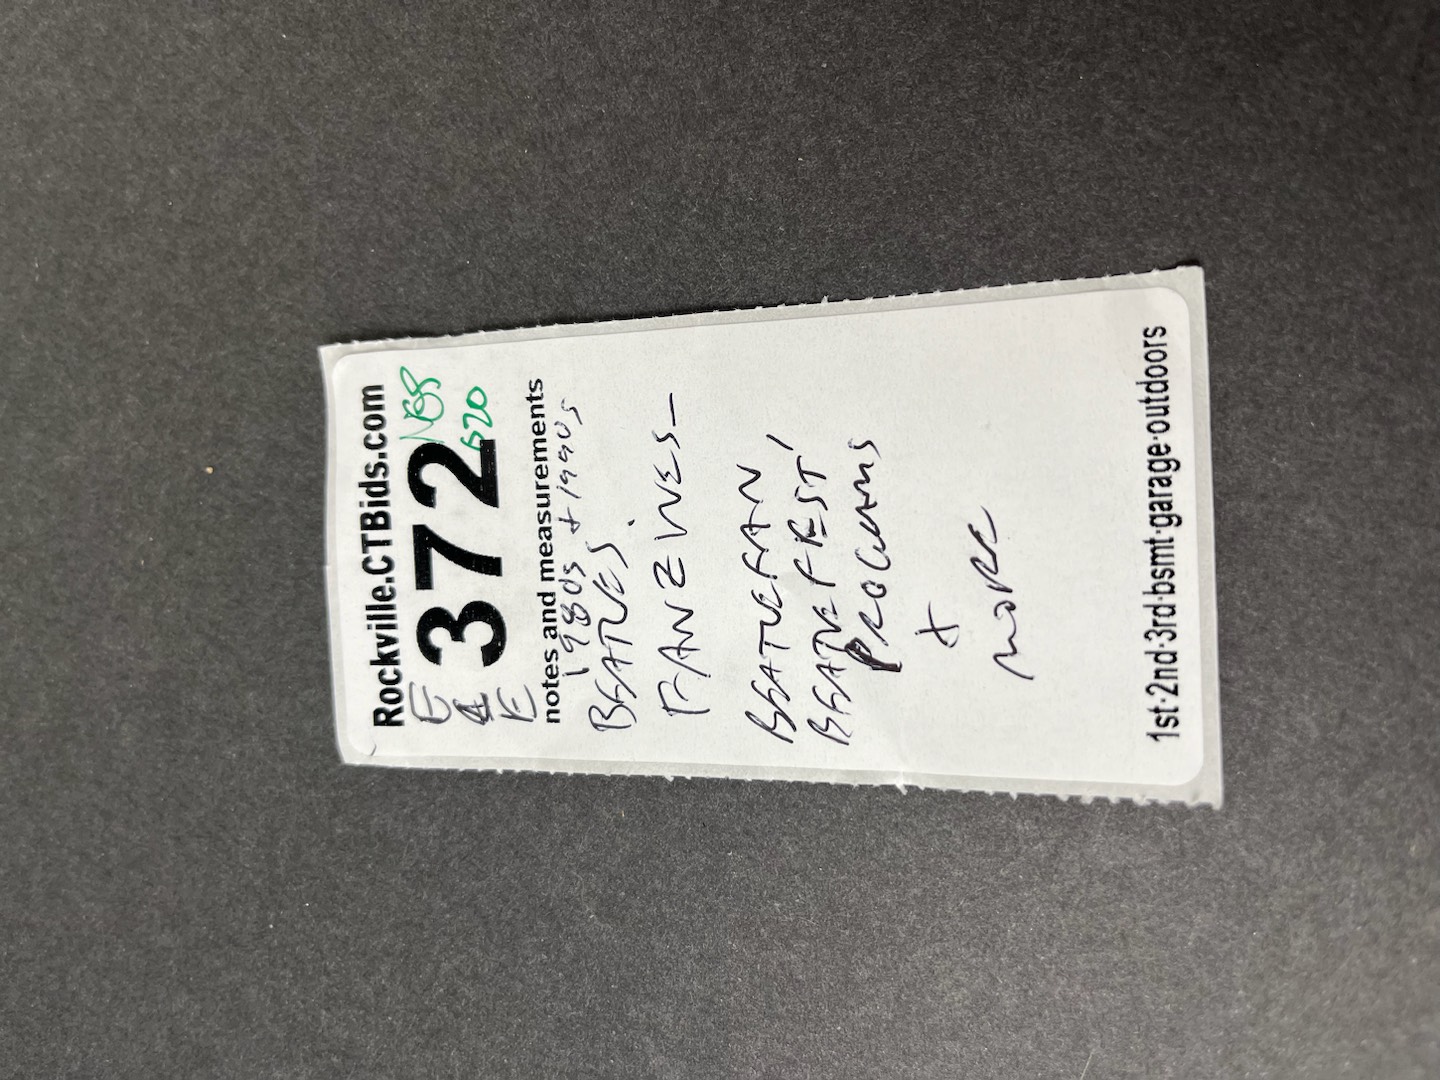 Rockville.CTBids.com
372
520
notes and measurements
1980s + 1990s
BEATLES
FANZINES—
BEATLEFAN
BEATLEFEST
PROGRAMS
+
MORE
1st·2nd·3rd·bsmt·garage·outdoors